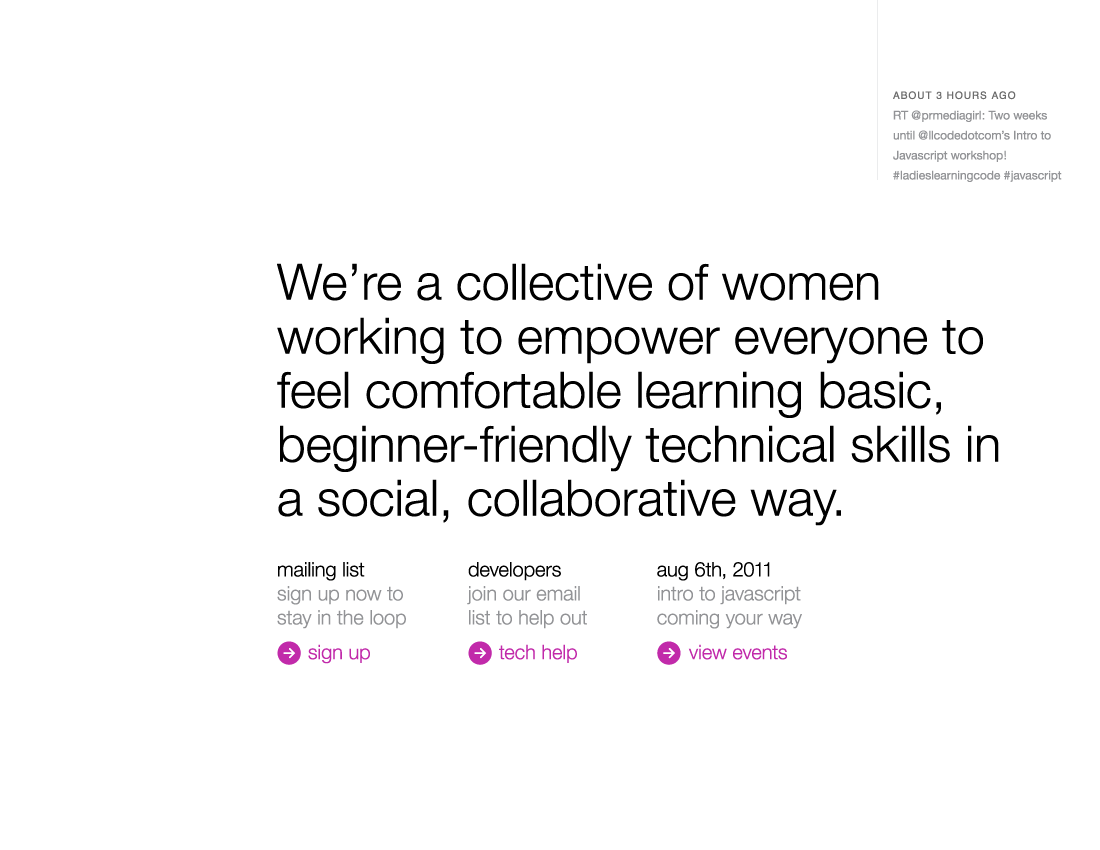 ABOUT 3 HOURS AGO
RT @prmediagirl: Two weeks
until @llcodedotcom's Intro to
Javascript workshop!
#ladieslearningcode #javascript
We're a collective of women
working to empower everyone to
feel comfortable learning basic,
beginner-friendly technical skills in
a social, collaborative way.
mailing list
sign up now to
stay in the loop
sign up
developers
join our email
list to help out
tech help
aug 6th, 2011
intro to javascript
coming your way
view events